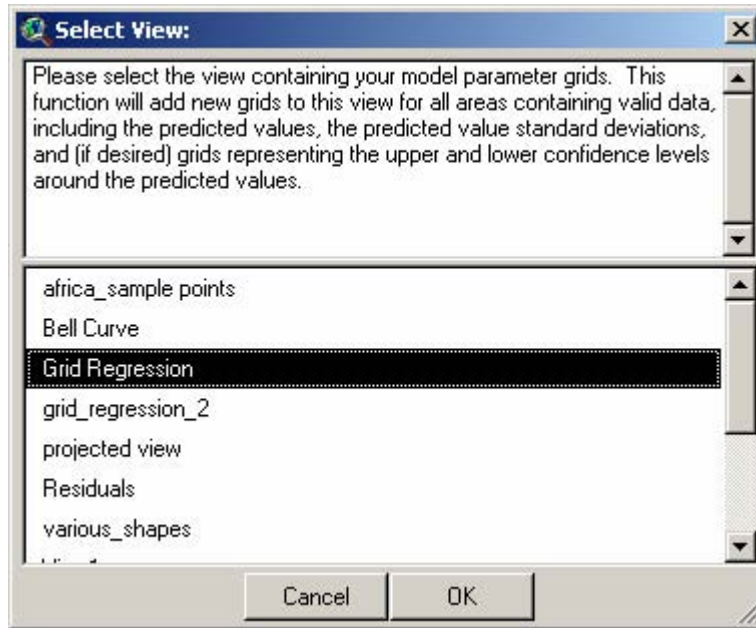 Select View:
Please select the view containing your model parameter grids. This
function will add new grids to this view for all areas containing valid data,
including the predicted values, the predicted value standard deviations,
and (if desired) grids representing the upper and lower confidence levels
around the predicted values.
africa_sample points
Bell Curve
Grid Regression
grid_regression_2
projected view
Residuals
various_shapes
Cancel OK